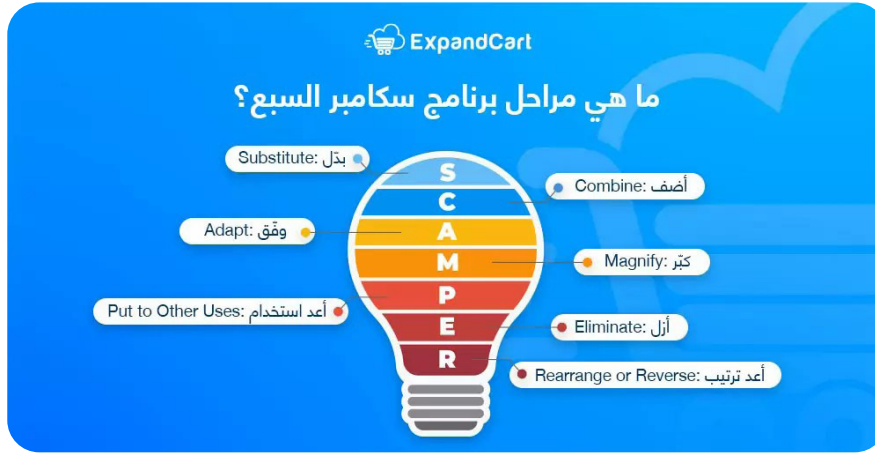 ExpandCart
ما هي مراحل برنامج سكامبر السبع؟
Substitute: بدّل
Combine: أضف
Adapt: وفّق
Magnify: كبّر
Put to Other Uses: أعد استخدام
Eliminate: أزل
Rearrange or Reverse: أعد ترتيب
S
C
A
M
P
E
R